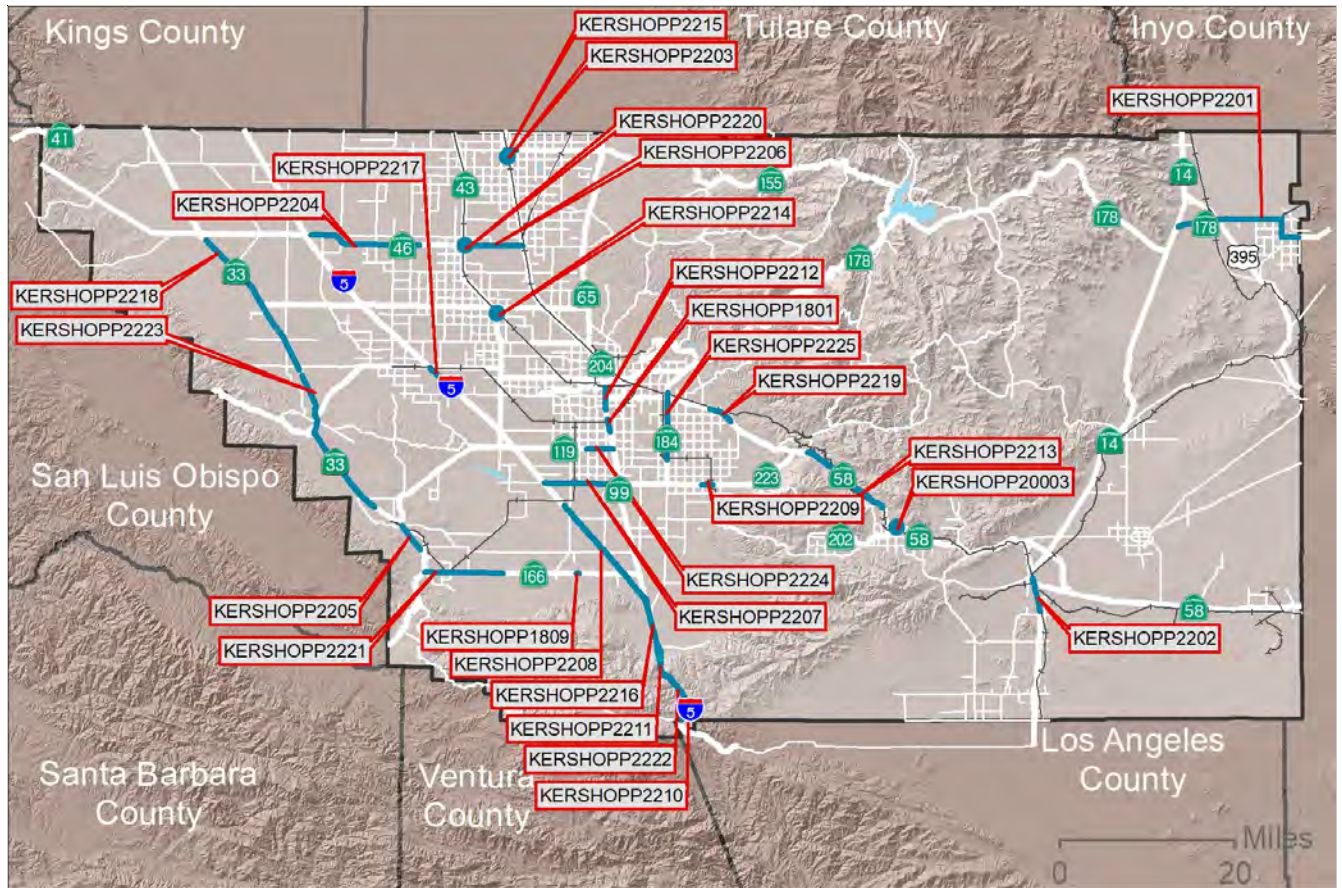 Kings County
KERSHOPP2215
Tulare County
Inyo County
KERSHOPP2203
KERSHOPP2201
41
KERSHOPP2220
KERSHOPP2217
KERSHOPP2206
14
43
155
KERSHOPP2204
KERSHOPP2214
178
178
46
395
178
33
KERSHOPP2212
5
KERSHOPP2218
65
KERSHOPP1801
KERSHOPP2223
KERSHOPP2225
204
KERSHOPP2219
5
184
14
119
KERSHOPP2213
33
223
58
San Luis Obispo
County
KERSHOPP20003
99
KERSHOPP2209
202
58
166
KERSHOPP2224
KERSHOPP2205
58
KERSHOPP2207
KERSHOPP1809
KERSHOPP2202
KERSHOPP2221
KERSHOPP2208
KERSHOPP2216
5
KERSHOPP2211
Los Angeles
County
KERSHOPP2222
Santa Barbara
County
Ventura
County
KERSHOPP2210
Miles
0
20